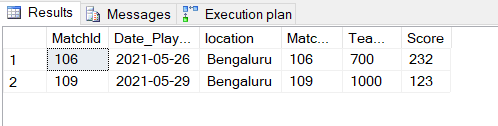 Results Messages Execution plan
MatchId Date_Play... location Matc... Tea... Score
1 106 2021-05-26 Bengaluru 106 700 232
2 109 2021-05-29 Bengaluru 109 1000 123